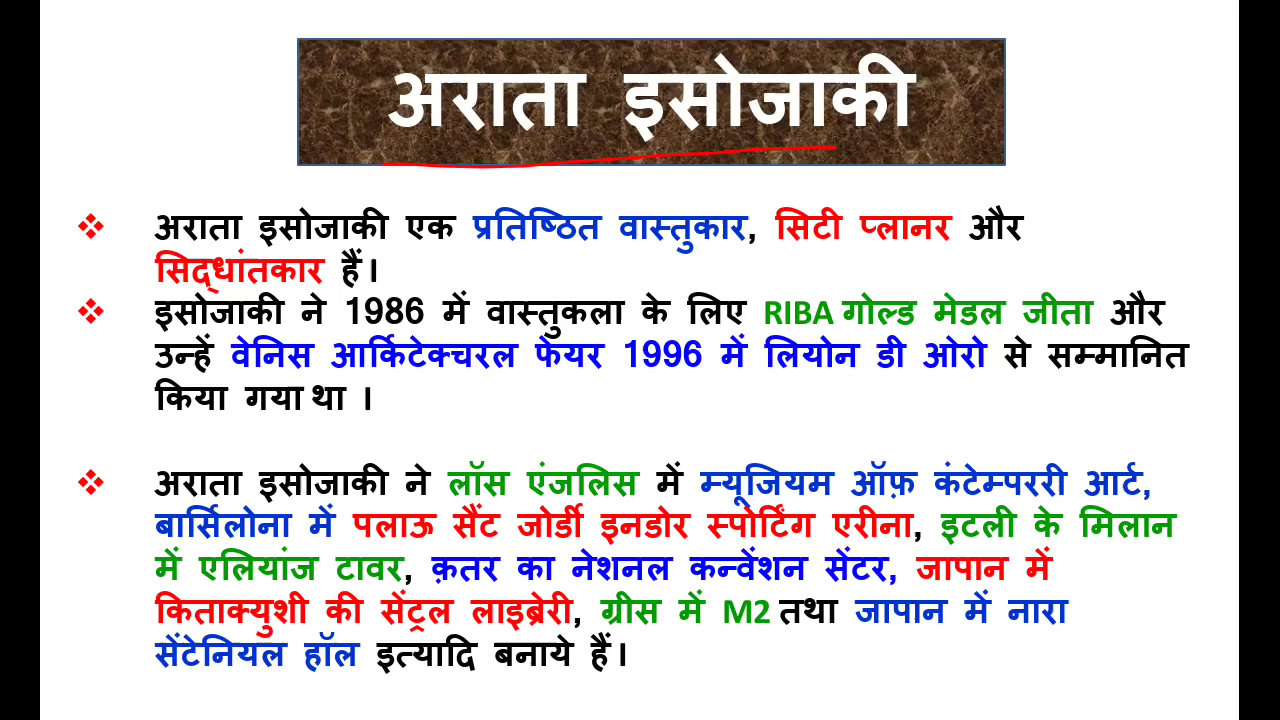 अराता इसोजाकी
❖ अराता इसोजाकी एक प्रतिष्ठित वास्तुकार, सिटी प्लानर और
सिद्धांतकार हैं।
❖ इसोजाकी ने 1986 में वास्तुकला के लिए RIBA गोल्ड मेडल जीता और
उन्हें वेनिस आर्किटेक्चरल फेयर 1996 में लियोन डी ओरो से सम्मानित
किया गया था ।
❖ अराता इसोजाकी ने लॉस एंजलिस में म्यूजियम ऑफ़ कंटेम्पररी आर्ट,
बार्सिलोना में पलाऊ सैंट जोर्डी इनडोर स्पोर्टिंग एरीना, इटली के मिलान
में एलियांज टावर, क़तर का नेशनल कन्वेंशन सेंटर, जापान में
किताक्युशी की सेंट्रल लाइब्रेरी, ग्रीस में M2 तथा जापान में नारा
सेंटेनियल हॉल इत्यादि बनाये हैं।